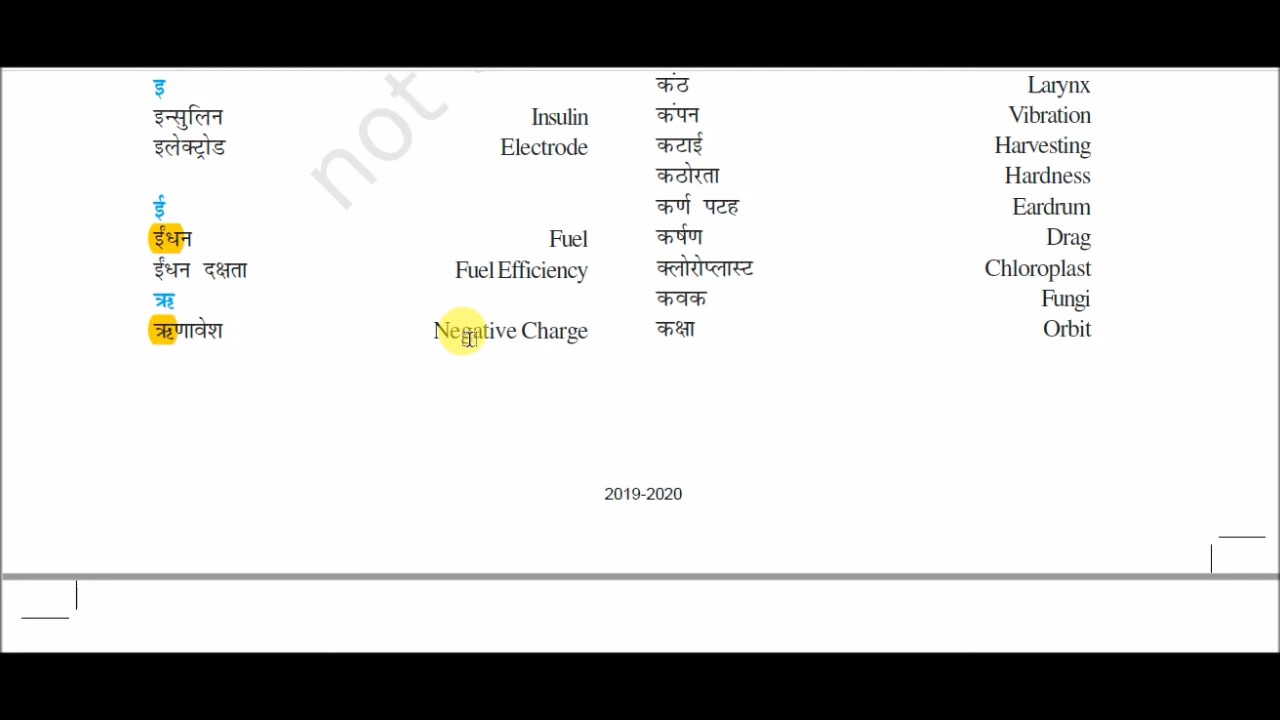 इ
इन्सुलिन Insulin
इलेक्ट्रोड Electrode
ई
ईंधन Fuel
ईंधन दक्षता Fuel Efficiency
ऋ
ऋणावेश Negative Charge
कंठ Larynx
कंपन Vibration
कटाई Harvesting
कठोरता Hardness
कर्ण पटह Eardrum
कर्षण Drag
क्लोरोप्लास्ट Chloroplast
कवक Fungi
कक्षा Orbit
not
2019-2020